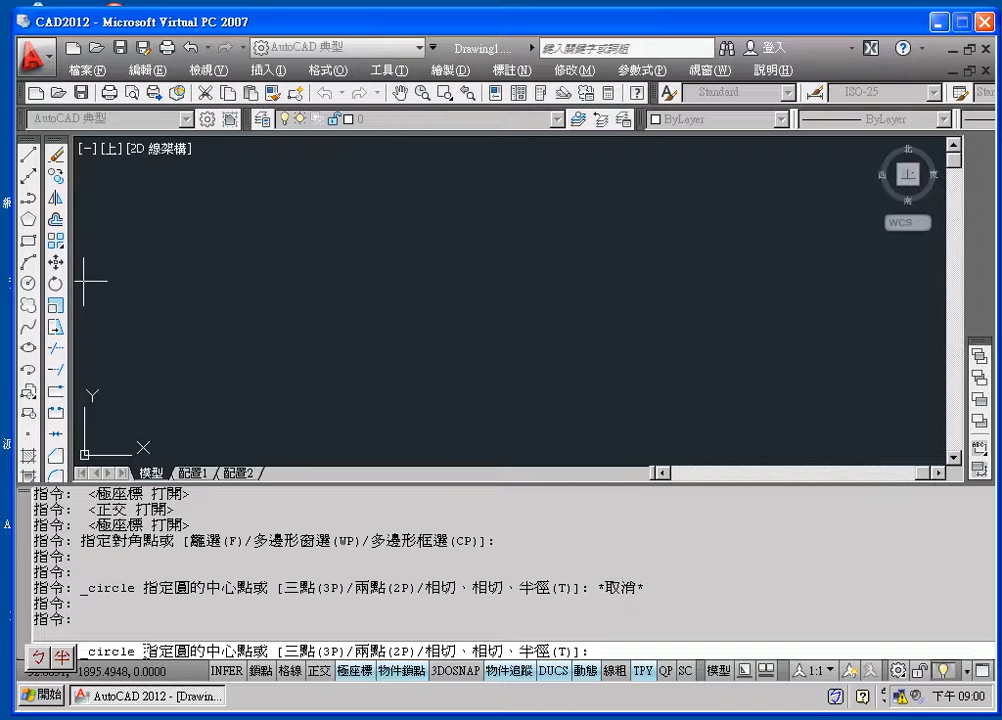 CAD2012 - Microsoft Virtual PC 2007
AutoCAD 典型
Drawing1....
鍵入關鍵字或詞組
登入
檔案(F) 編輯(E) 檢視(V) 插入(I) 格式(O) 工具(T) 繪製(D) 標註(N) 修改(M) 參數式(P) 視窗(W) 說明(H)
Standard ISO-25 Stan
AutoCAD 典型 0 ByLayer ByLayer
[−][上][2D 線架構]
北
西 上 東
南
WCS
Y
X
模型 配置1 配置2
指令: <極座標 打開>
指令: <正交 打開>
指令: <極座標 打開>
指令: 指定對角點或 [籬選(F)/多邊形窗選(WP)/多邊形框選(CP)]:
指令:
指令:
指令: _circle 指定圓的中心點或 [三點(3P)/兩點(2P)/相切、相切、半徑(T)]: *取消*
指令:
指令:
_circle 指定圓的中心點或 [三點(3P)/兩點(2P)/相切、相切、半徑(T)]:
ㄅ 半
1895.4948, 0.0000 INFER 鎖點 格線 正交 極座標 物件鎖點 3DOSNAP 物件追蹤 DUCS 動態 線粗 TPY QP SC 模型 1:1
開始 AutoCAD 2012 - [Drawin... 下午 09:00